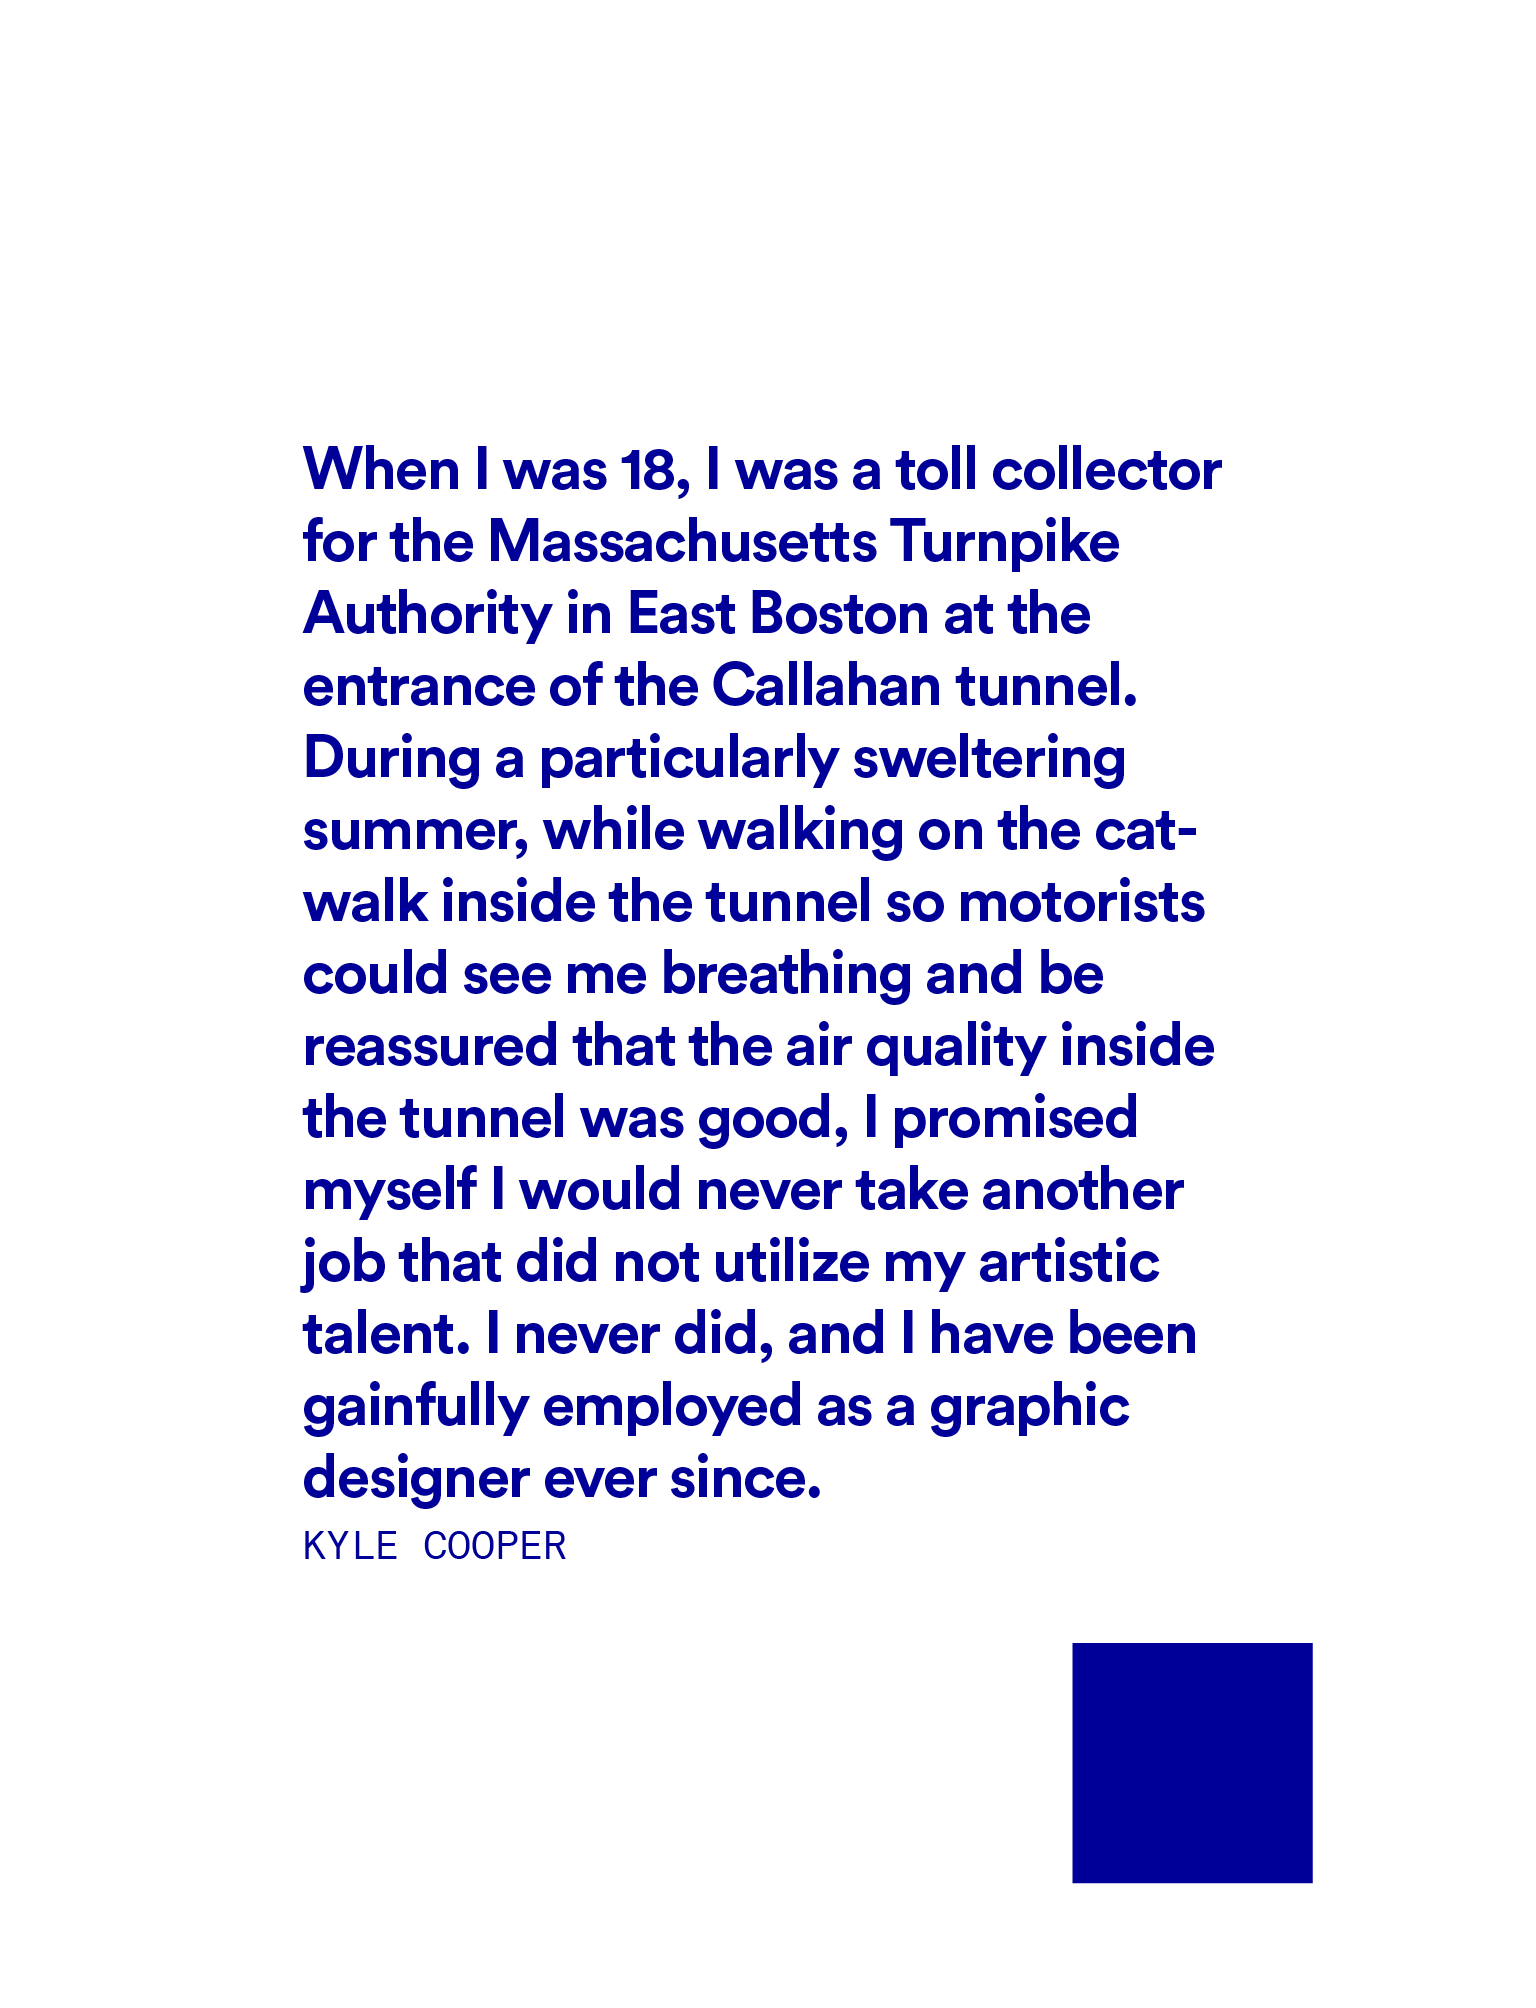 When I was 18, I was a toll collector
for the Massachusetts Turnpike
Authority in East Boston at the
entrance of the Callahan tunnel.
During a particularly sweltering
summer, while walking on the cat-
walk inside the tunnel so motorists
could see me breathing and be
reassured that the air quality inside
the tunnel was good, I promised
myself I would never take another
job that did not utilize my artistic
talent. I never did, and I have been
gainfully employed as a graphic
designer ever since.
KYLE COOPER